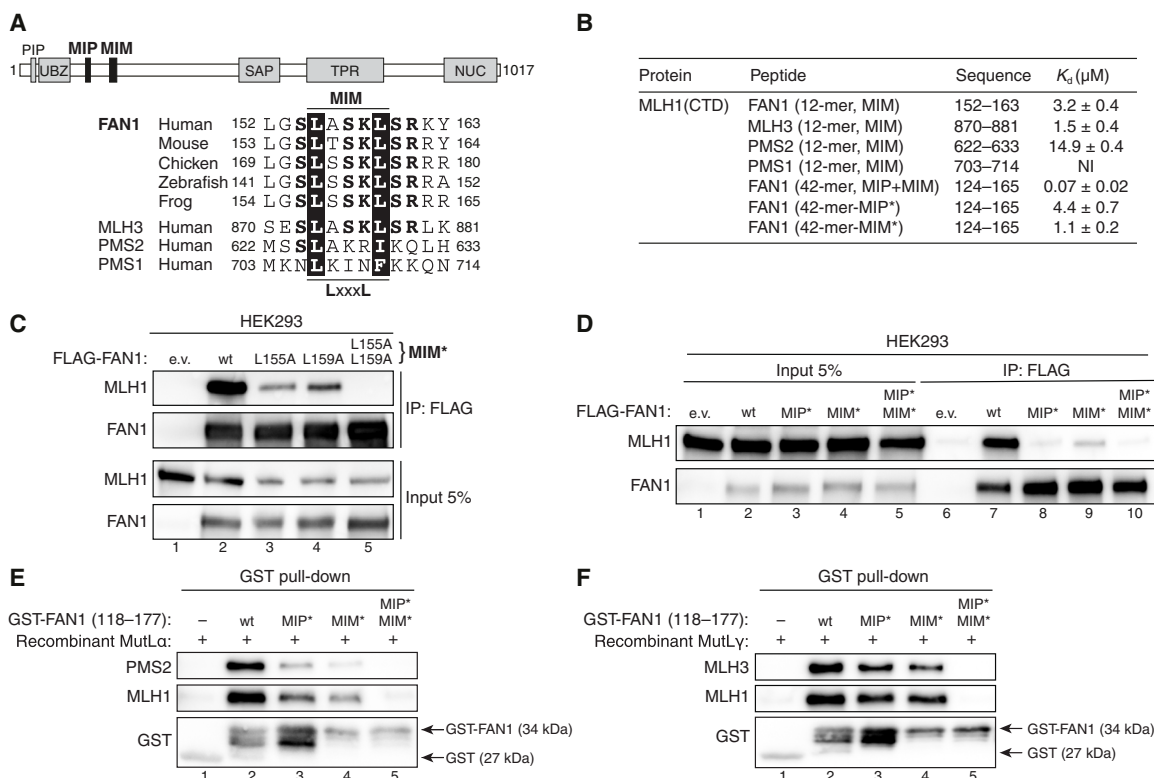 A
PIP
MIP MIM
1 UBZ SAP TPR NUC 1017
MIM
FAN1 Human 152 LGSLASKLSRKY 163
Mouse 153 LGSLTSKLSRRY 164
Chicken 169 LGSLSSKLSRRR 180
Zebrafish 141 LGSLSSKLSRRA 152
Frog 154 LGSLSSKLSRRR 165
MLH3 Human 870 SESLASKLSRLK 881
PMS2 Human 622 MSSLAKRIKQLH 633
PMS1 Human 703 MKNLKINFKKQN 714
LxxxL
B
Protein Peptide Sequence Kd (μM)
MLH1(CTD) FAN1 (12-mer, MIM) 152–163 3.2 ± 0.4
MLH3 (12-mer, MIM) 870–881 1.5 ± 0.4
PMS2 (12-mer, MIM) 622–633 14.9 ± 0.4
PMS1 (12-mer, MIM) 703–714 NI
FAN1 (42-mer, MIP+MIM) 124–165 0.07 ± 0.02
FAN1 (42-mer-MIP*) 124–165 4.4 ± 0.7
FAN1 (42-mer-MIM*) 124–165 1.1 ± 0.2
C
HEK293
FLAG-FAN1: e.v. wt L155A L159A L155A L159A } MIM*
MLH1
FAN1
IP: FLAG
MLH1
FAN1
Input 5%
1 2 3 4 5
D
HEK293
Input 5% IP: FLAG
FLAG-FAN1: e.v. wt MIP* MIM* MIP* MIM* e.v. wt MIP* MIM* MIP* MIM*
MLH1
FAN1
1 2 3 4 5 6 7 8 9 10
E
GST pull-down
GST-FAN1 (118–177): – wt MIP* MIM* MIP* MIM*
Recombinant MutLα: + + + + +
PMS2
MLH1
GST
GST-FAN1 (34 kDa)
GST (27 kDa)
1 2 3 4 5
F
GST pull-down
GST-FAN1 (118–177): – wt MIP* MIM* MIP* MIM*
Recombinant MutLγ: + + + + +
MLH3
MLH1
GST
GST-FAN1 (34 kDa)
GST (27 kDa)
1 2 3 4 5